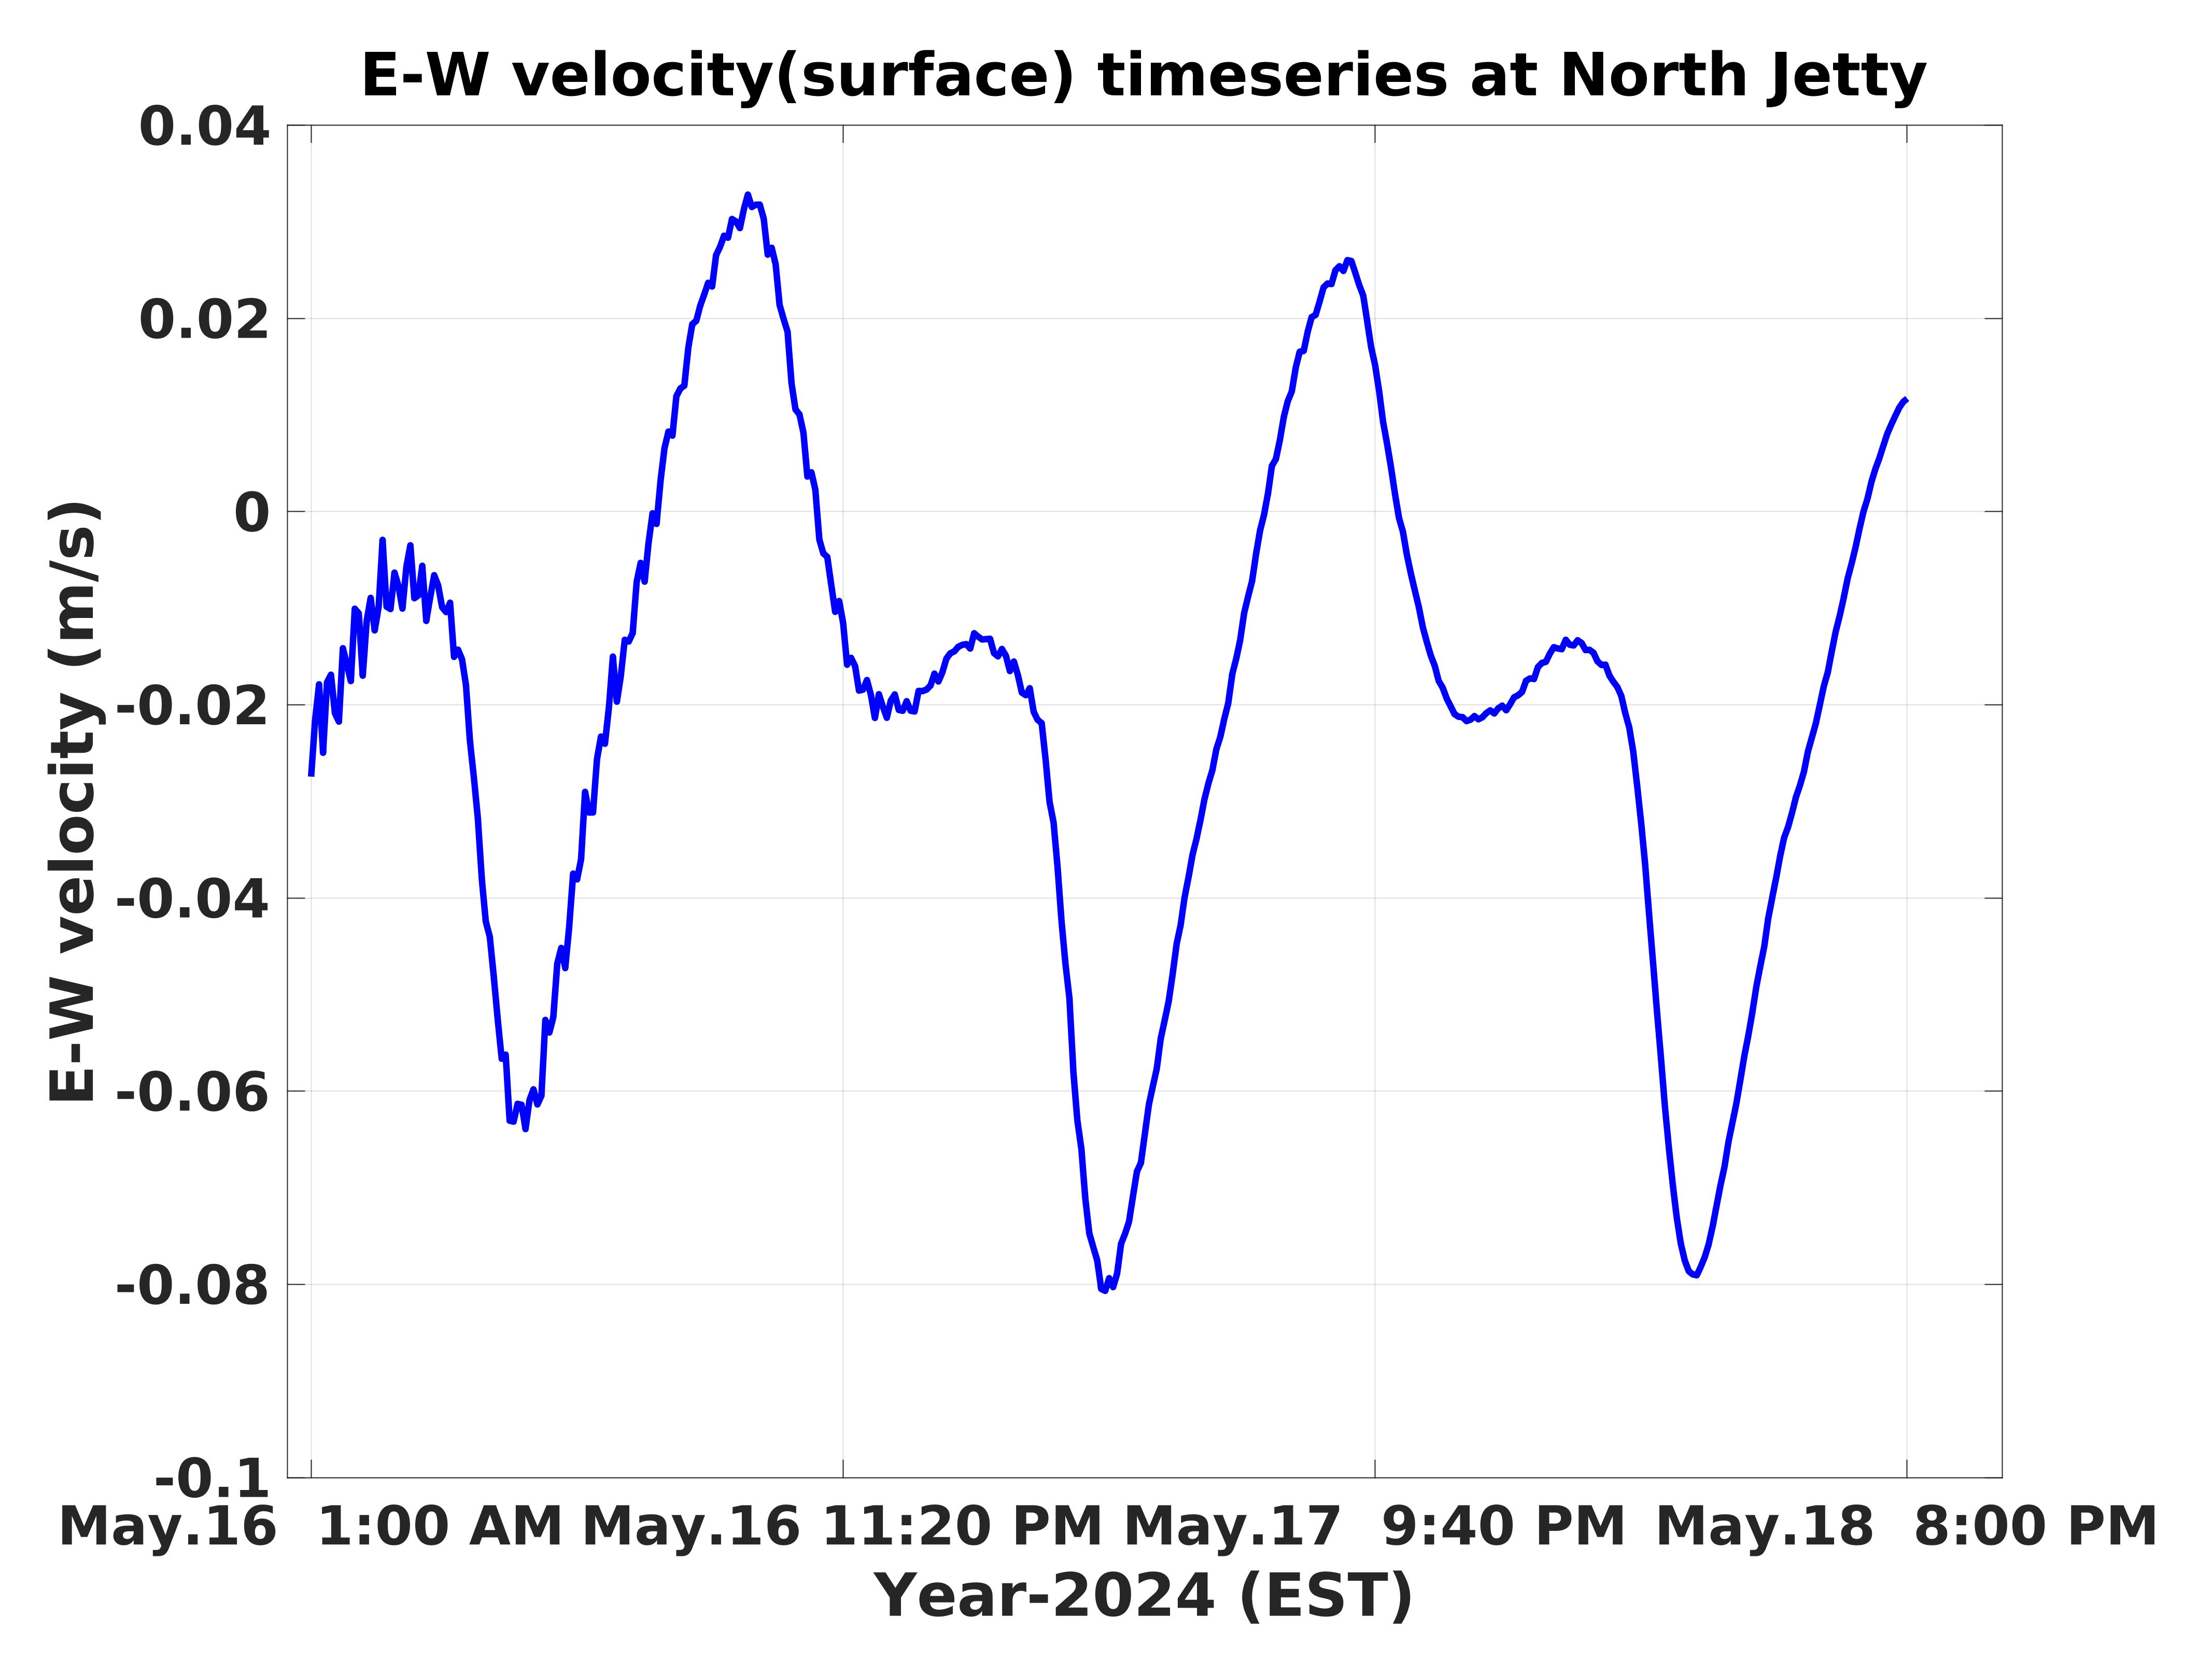 E-W velocity(surface) timeseries at North Jetty
0.04
0.02
0
-0.02
-0.04
-0.06
-0.08
-0.1
E-W velocity (m/s)
May.16  1:00 AM May.16 11:20 PM May.17  9:40 PM May.18  8:00 PM
Year-2024 (EST)